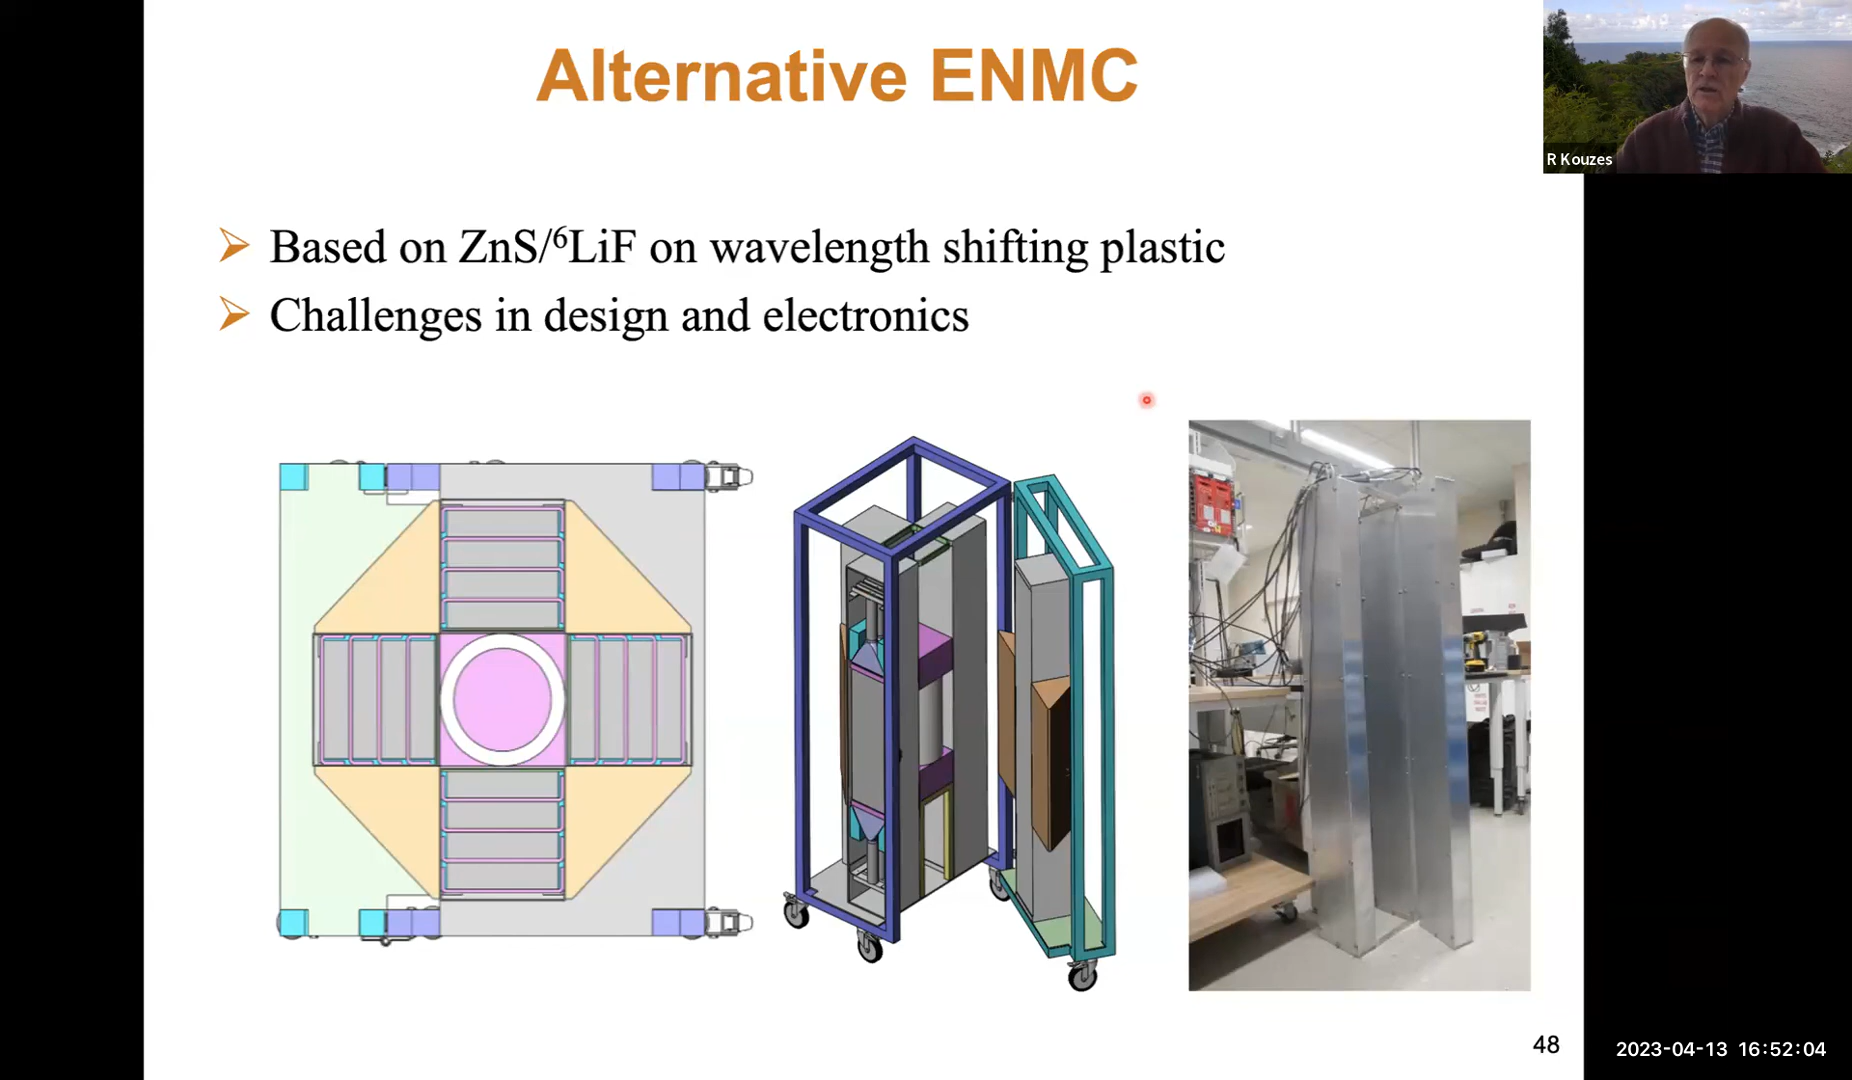 Alternative ENMC
R Kouzes
Based on ZnS/⁶LiF on wavelength shifting plastic
Challenges in design and electronics
48
2023-04-13 16:52:04